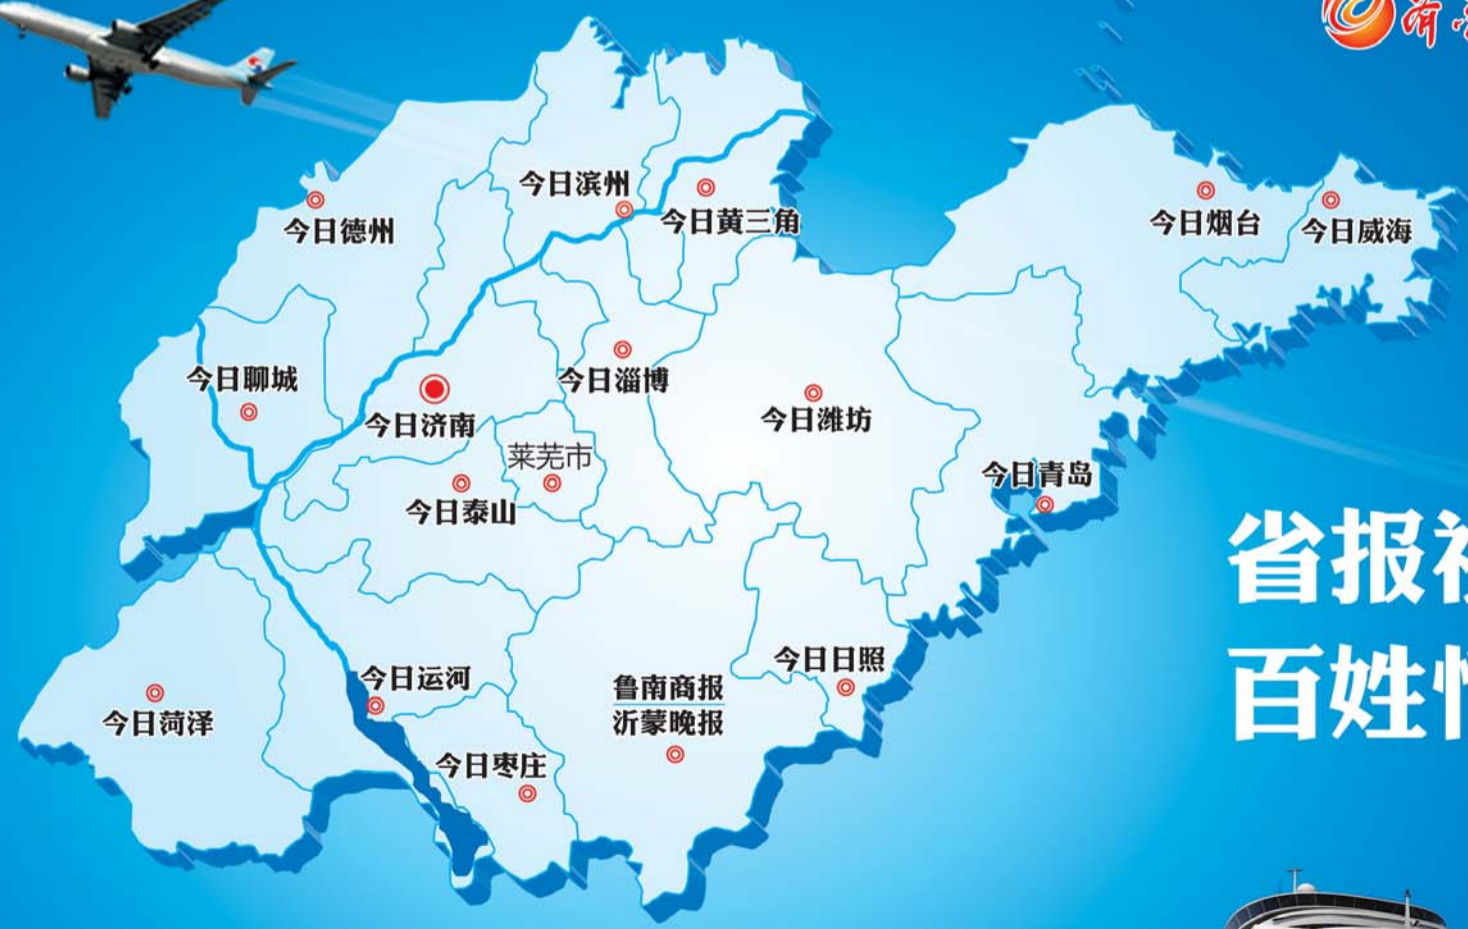 今日滨州
今日黄三角
今日德州
今日烟台
今日威海
今日聊城
今日淄博
今日济南
今日潍坊
莱芜市
今日青岛
今日泰山
省报
百姓
今日运河
鲁南商报
沂蒙晚报
今日日照
今日菏泽
今日枣庄